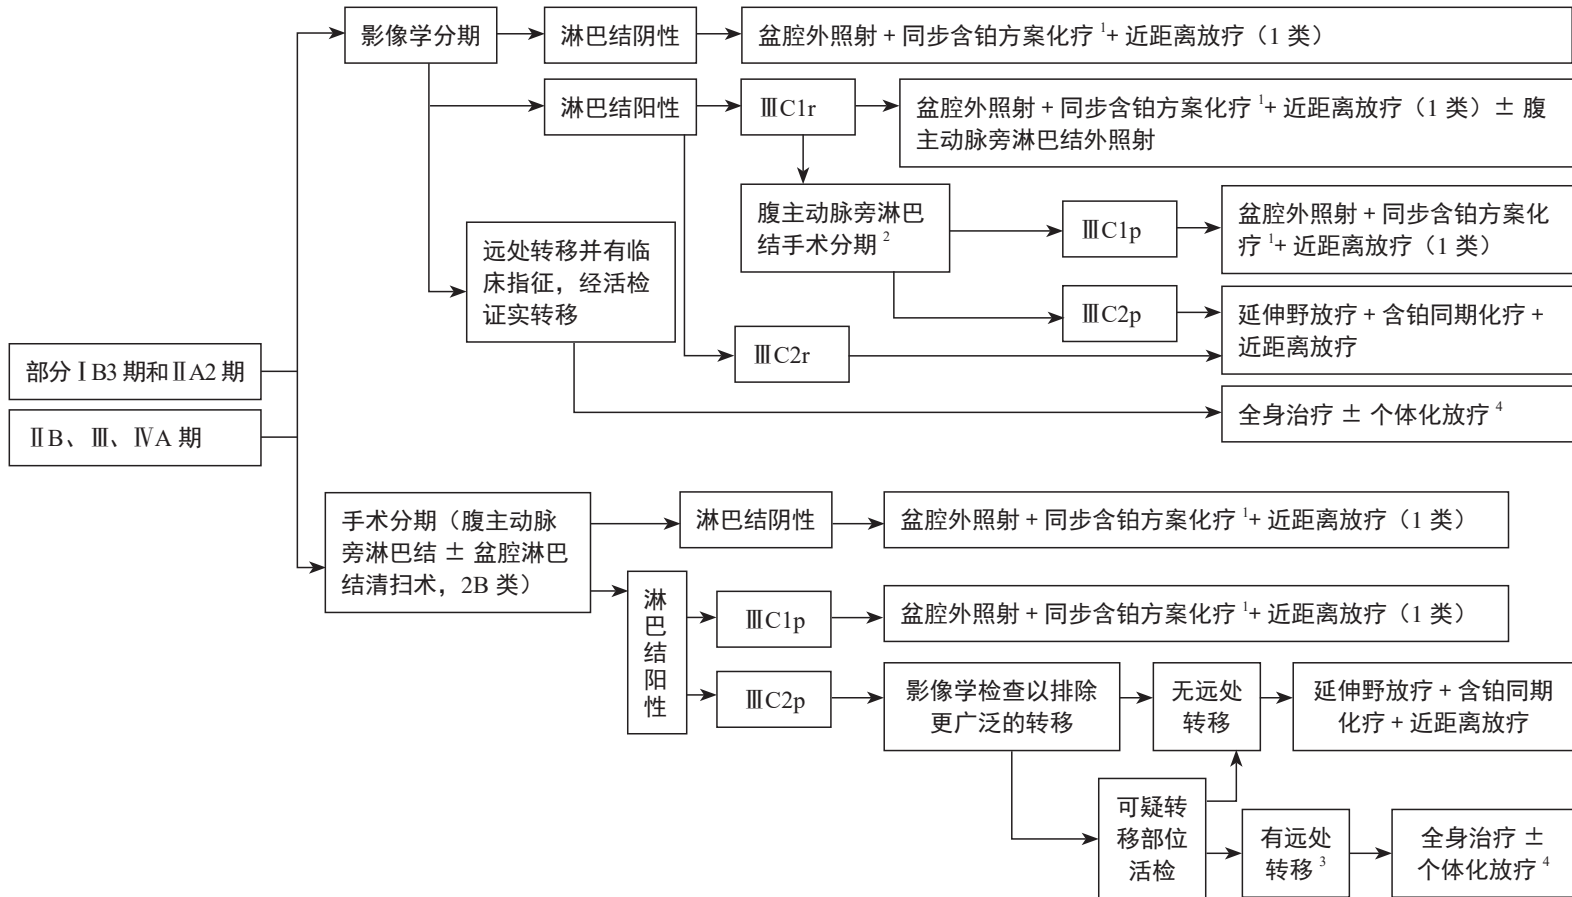 影像学分期
淋巴结阴性
盆腔外照射 + 同步含铂方案化疗 1+ 近距离放疗（1 类）
淋巴结阳性
ⅢC1r
盆腔外照射 + 同步含铂方案化疗 1+ 近距离放疗（1 类）± 腹
主动脉旁淋巴结外照射
腹主动脉旁淋巴
结手术分期 2
ⅢC1p
盆腔外照射 + 同步含铂方案化
疗 1+ 近距离放疗（1 类）
远处转移并有临
床指征，经活检
证实转移
ⅢC2p
延伸野放疗 + 含铂同期化疗 +
近距离放疗
ⅢC2r
部分ⅠB3 期和ⅡA2 期
全身治疗 ± 个体化放疗 4
ⅡB、Ⅲ、ⅣA 期
手术分期（腹主动脉
旁淋巴结 ± 盆腔淋巴
结清扫术，2B 类）
淋巴结阴性
盆腔外照射 + 同步含铂方案化疗 1+ 近距离放疗（1 类）
淋巴结阳性
ⅢC1p
盆腔外照射 + 同步含铂方案化疗 1+ 近距离放疗（1 类）
ⅢC2p
影像学检查以排除
更广泛的转移
无远处
转移
延伸野放疗 + 含铂同期
化疗 + 近距离放疗
可疑转
移部位
活检
有远处
转移 3
全身治疗 ±
个体化放疗 4